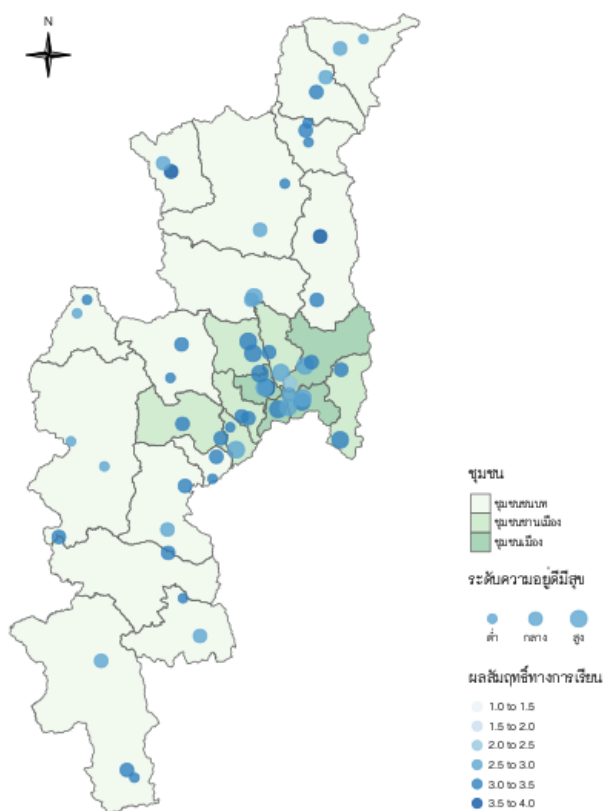 N
ชุมชน
ชุมชนชนบท
ชุมชนชานเมือง
ชุมชนเมือง
ระดับความอยู่ดีมีสุข
ต่ำ กลาง สูง
ผลสัมฤทธิ์ทางการเรียน
1.0 to 1.5
1.5 to 2.0
2.0 to 2.5
2.5 to 3.0
3.0 to 3.5
3.5 to 4.0